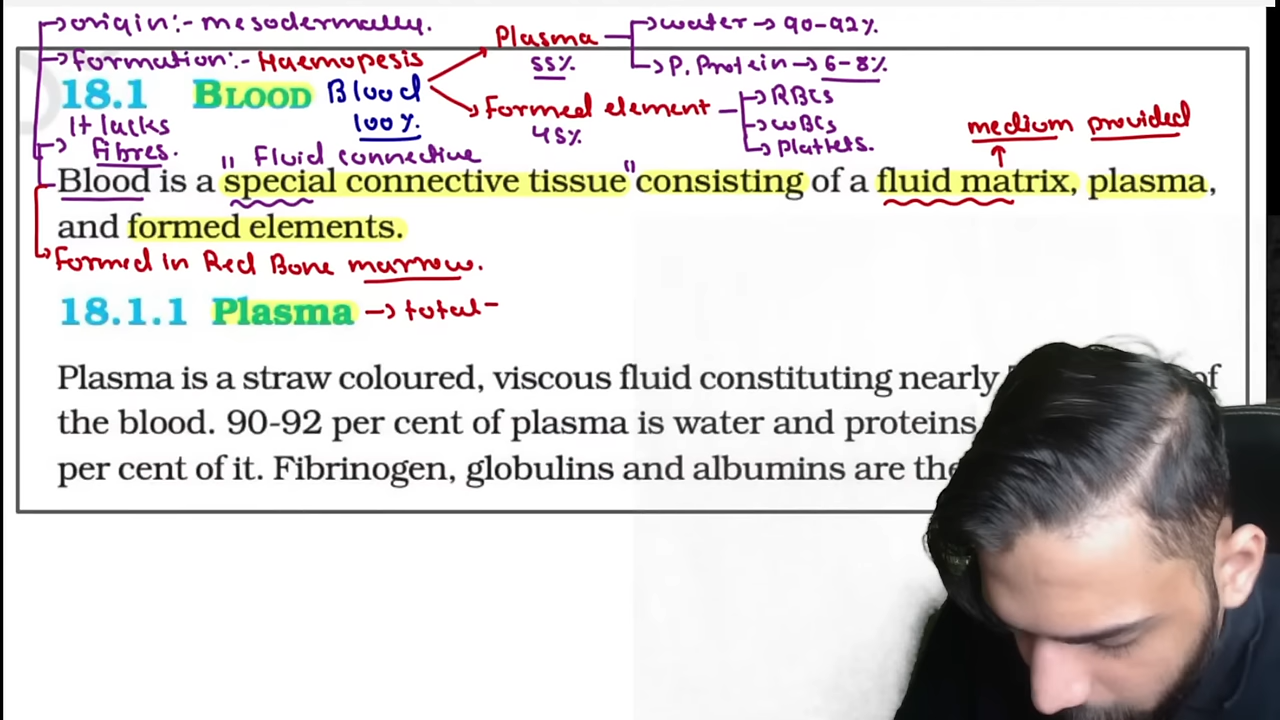 origin:- mesodermally.
Formation:- Haemopesis
Plasma
55%
water → 90-92%.
P. Protein → 6-8%.
18.1 BLOOD
Blood
100%.
Formed element
45%
RBCs
WBCs
Platlets.
It lacks
fibres.
"Fluid connective"
medium provided
Blood is a special connective tissue consisting of a fluid matrix, plasma,
and formed elements.
Formed in Red Bone marrow.
18.1.1 Plasma → total-
Plasma is a straw coloured, viscous fluid constituting nearly of
the blood. 90-92 per cent of plasma is water and proteins
per cent of it. Fibrinogen, globulins and albumins are the